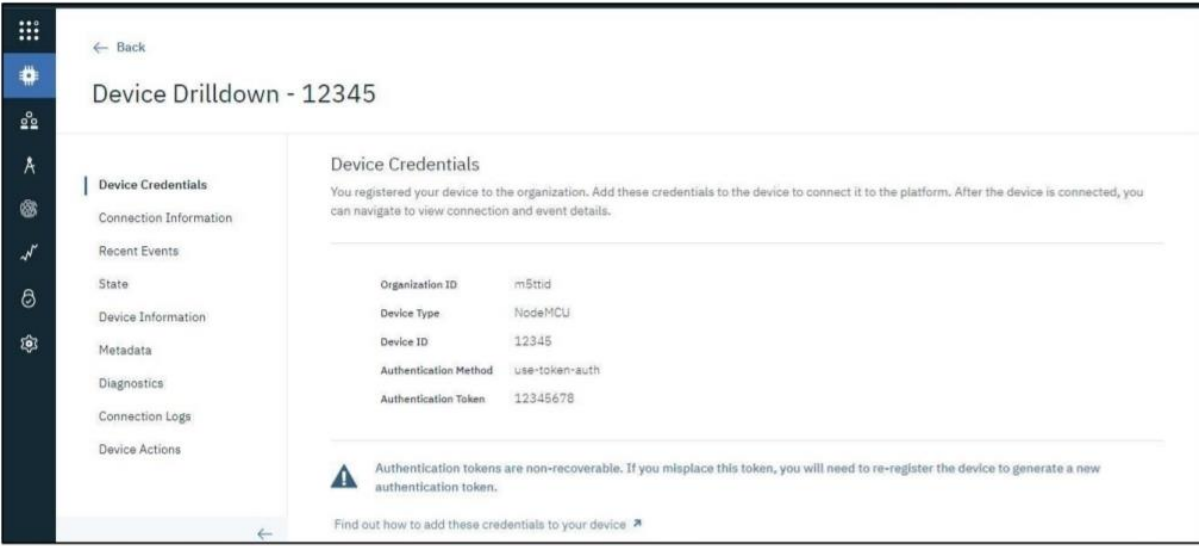 ← Back
Device Drilldown - 12345
Device Credentials
Connection Information
Recent Events
State
Device Information
Metadata
Diagnostics
Connection Logs
Device Actions
←
Device Credentials
You registered your device to the organization. Add these credentials to the device to connect it to the platform. After the device is connected, you
can navigate to view connection and event details.
Organization ID m5ttid
Device Type NodeMCU
Device ID 12345
Authentication Method use-token-auth
Authentication Token 12345678
Authentication tokens are non-recoverable. If you misplace this token, you will need to re-register the device to generate a new
authentication token.
Find out how to add these credentials to your device ↗